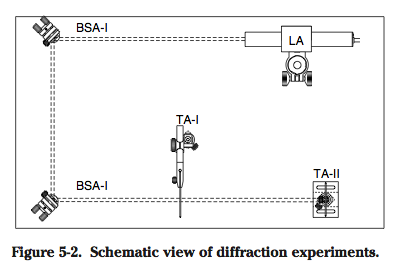 BSA-I
LA
TA-I
BSA-I
TA-II
Figure 5-2. Schematic view of diffraction experiments.